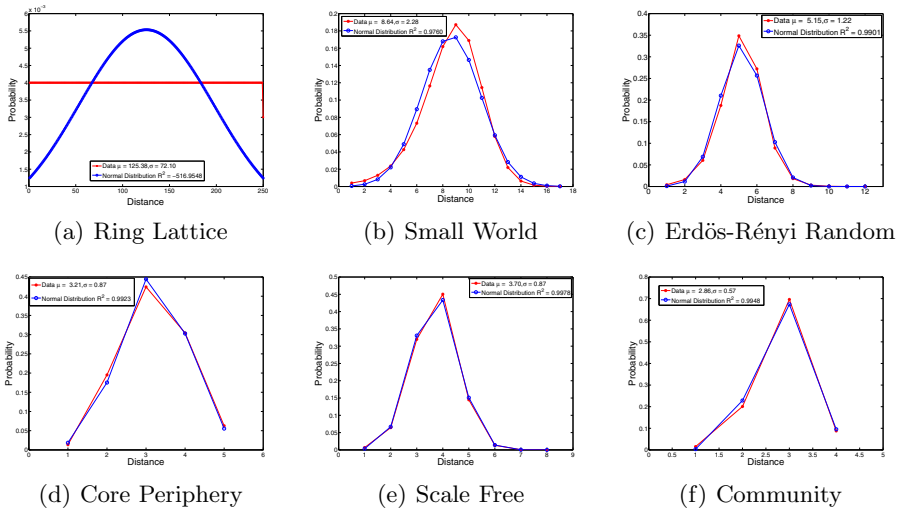 x 10⁻³
6
5.5
5
4.5
4
3.5
3
2.5
2
1.5
1
Probability
0 50 100 150 200 250
Distance
Data μ = 125.38,σ = 72.10
Normal Distribution R² = −516.9548
(a) Ring Lattice
0.2
0.18
0.16
0.14
0.12
0.1
0.08
0.06
0.04
0.02
0
Probability
0 2 4 6 8 10 12 14 16 18
Distance
Data μ = 8.64,σ = 2.28
Normal Distribution R² = 0.9760
(b) Small World
0.4
0.35
0.3
0.25
0.2
0.15
0.1
0.05
0
Probability
0 2 4 6 8 10 12
Distance
Data μ = 5.15,σ = 1.22
Normal Distribution R² = 0.9901
(c) Erdös-Rényi Random
0.45
0.4
0.35
0.3
0.25
0.2
0.15
0.1
0.05
0
Probability
0 1 2 3 4 5 6
Distance
Data μ = 3.21,σ = 0.87
Normal Distribution R² = 0.9923
(d) Core Periphery
0.5
0.45
0.4
0.35
0.3
0.25
0.2
0.15
0.1
0.05
0
Probability
0 1 2 3 4 5 6 7 8 9
Distance
Data μ = 3.70,σ = 0.87
Normal Distribution R² = 0.9978
(e) Scale Free
0.8
0.7
0.6
0.5
0.4
0.3
0.2
0.1
0
Probability
0 0.5 1 1.5 2 2.5 3 3.5 4 4.5 5
Distance
Data μ = 2.86,σ = 0.57
Normal Distribution R² = 0.9948
(f) Community